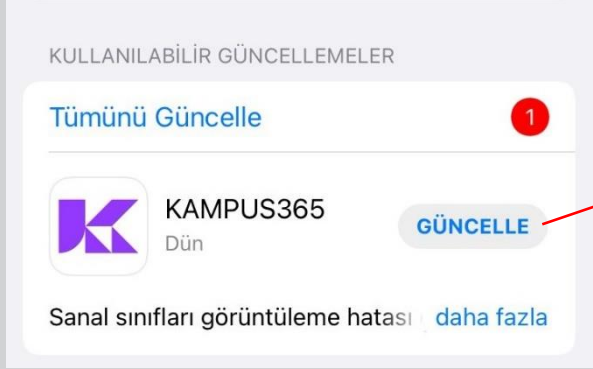 KULLANILABİLİR GÜNCELLEMELER
Tümünü Güncelle 1
KAMPUS365
GÜNCELLE
Dün
Sanal sınıfları görüntüleme hatası daha fazla